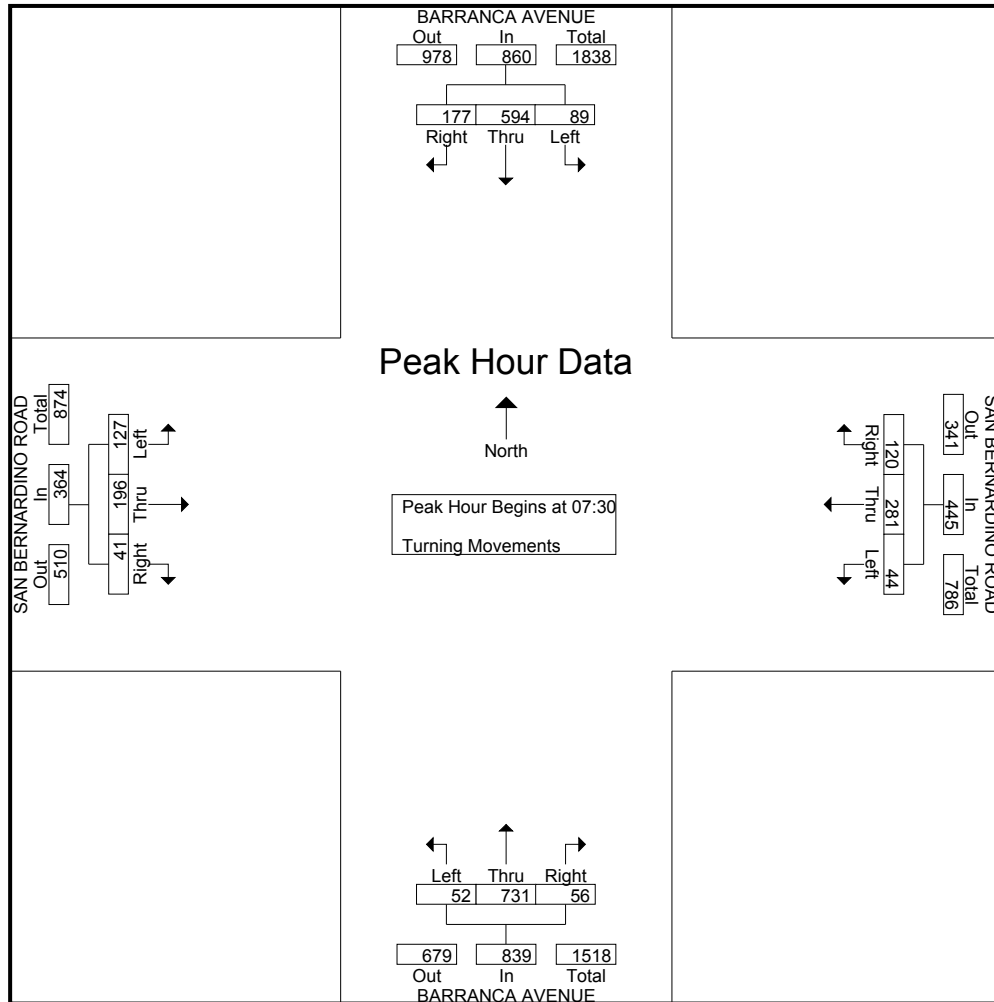 BARRANCA AVENUE
Out In Total
978 860 1838
177 594 89
Right Thru Left
Peak Hour Data
North
Peak Hour Begins at 07:30
Turning Movements
SAN BERNARDINO ROAD
Total In Out
874 364 510
127 196 41
Left Thru Right
SAN BERNARDINO ROAD
Out In Total
341 445 786
120 281 44
Right Thru Left
Left Thru Right
52 731 56
679 839 1518
Out In Total
BARRANCA AVENUE